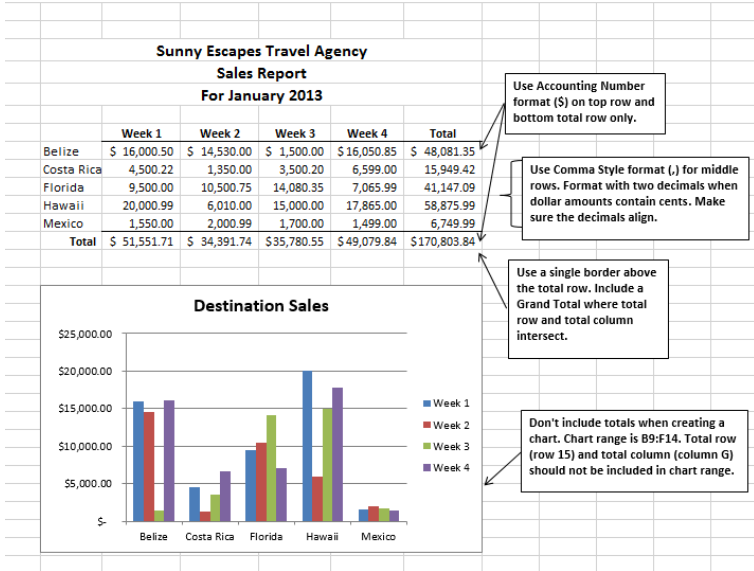 Sunny Escapes Travel Agency
Sales Report
For January 2013
Week 1 Week 2 Week 3 Week 4 Total
Belize $ 16,000.50 $ 14,530.00 $ 1,500.00 $16,050.85 $ 48,081.35
Costa Rica 4,500.22 1,350.00 3,500.20 6,599.00 15,949.42
Florida 9,500.00 10,500.75 14,080.35 7,065.99 41,147.09
Hawaii 20,000.99 6,010.00 15,000.00 17,865.00 58,875.99
Mexico 1,550.00 2,000.99 1,700.00 1,499.00 6,749.99
Total $ 51,551.71 $ 34,391.74 $35,780.55 $49,079.84 $170,803.84
Use Accounting Number
format ($) on top row and
bottom total row only.
Use Comma Style format (,) for middle
rows. Format with two decimals when
dollar amounts contain cents. Make
sure the decimals align.
Use a single border above
the total row. Include a
Grand Total where total
row and total column
intersect.
Destination Sales
$25,000.00
$20,000.00
$15,000.00
$10,000.00
$5,000.00
$-
Belize Costa Rica Florida Hawaii Mexico
Week 1
Week 2
Week 3
Week 4
Don't include totals when creating a
chart. Chart range is B9:F14. Total row
(row 15) and total column (column G)
should not be included in chart range.